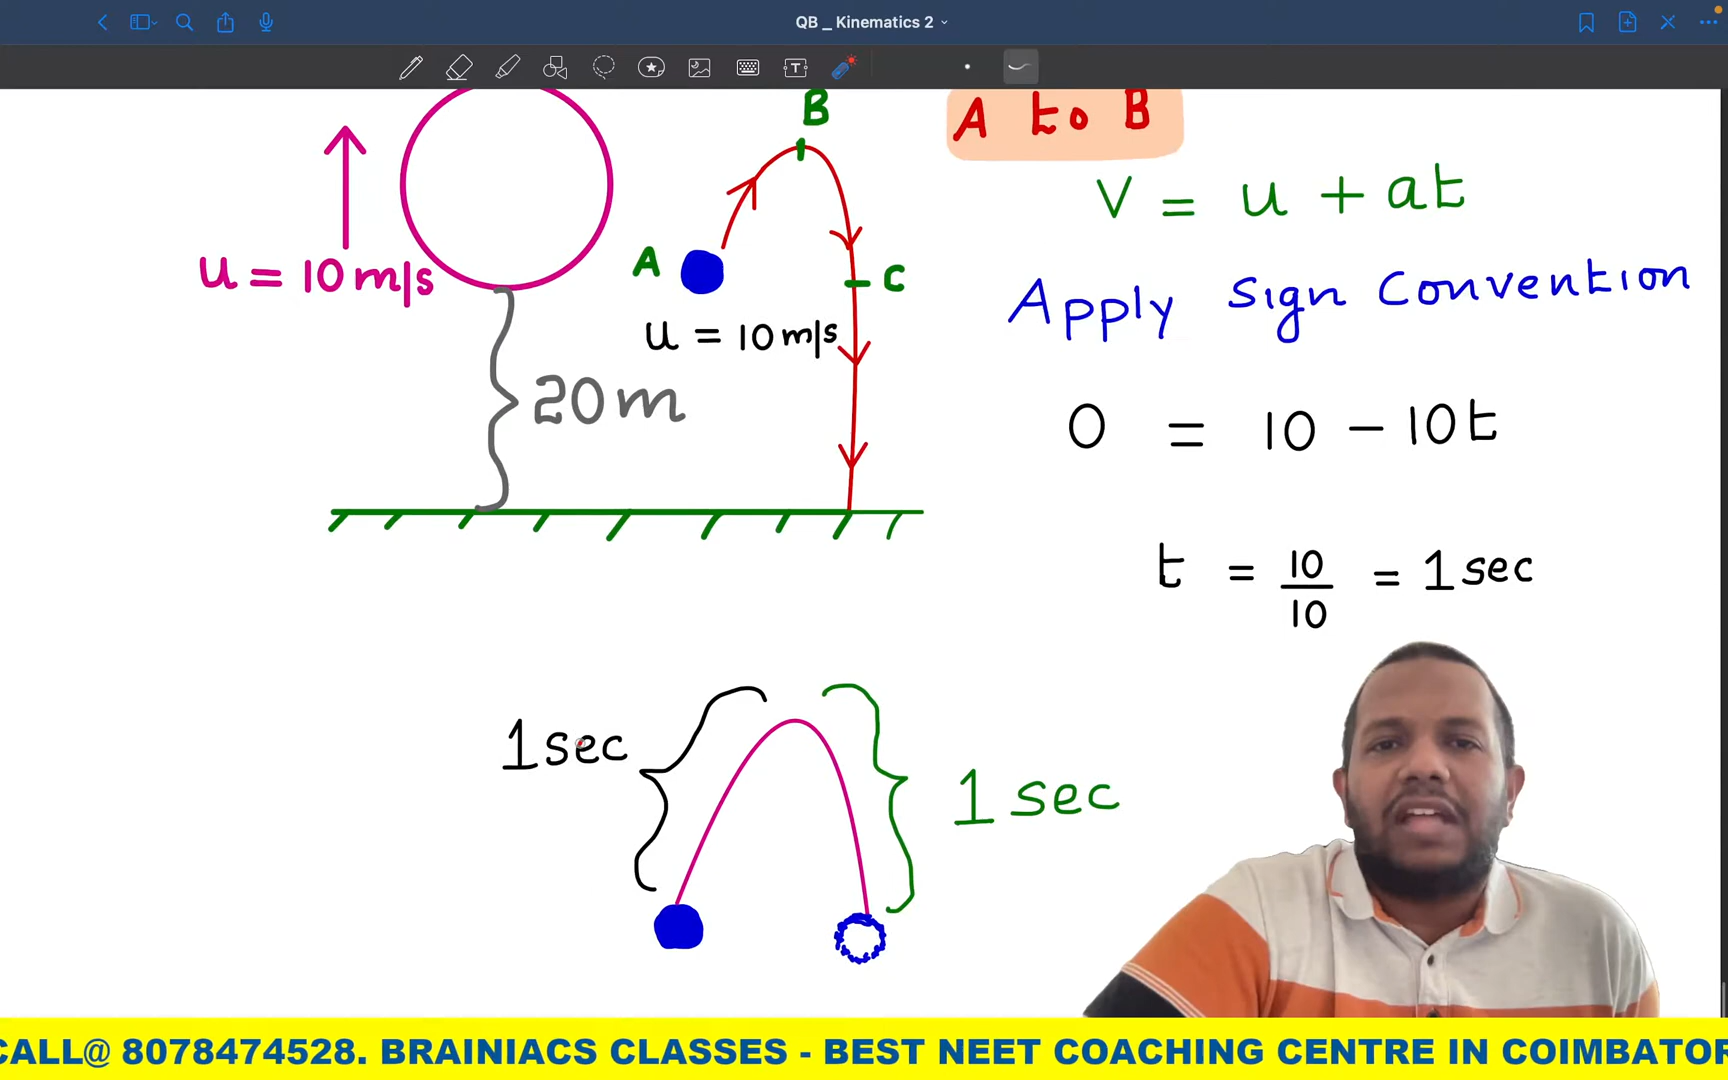 QB _ Kinematics 2
B
A to B
V = u + at
A
C
u = 10 m/s
Apply Sign Convention
u = 10 m/s
20 m
0 = 10 - 10t
t = 10/10 = 1 sec
1 sec
1 sec
CALL@ 8078474528. BRAINIACS CLASSES - BEST NEET COACHING CENTRE IN COIMBATOR